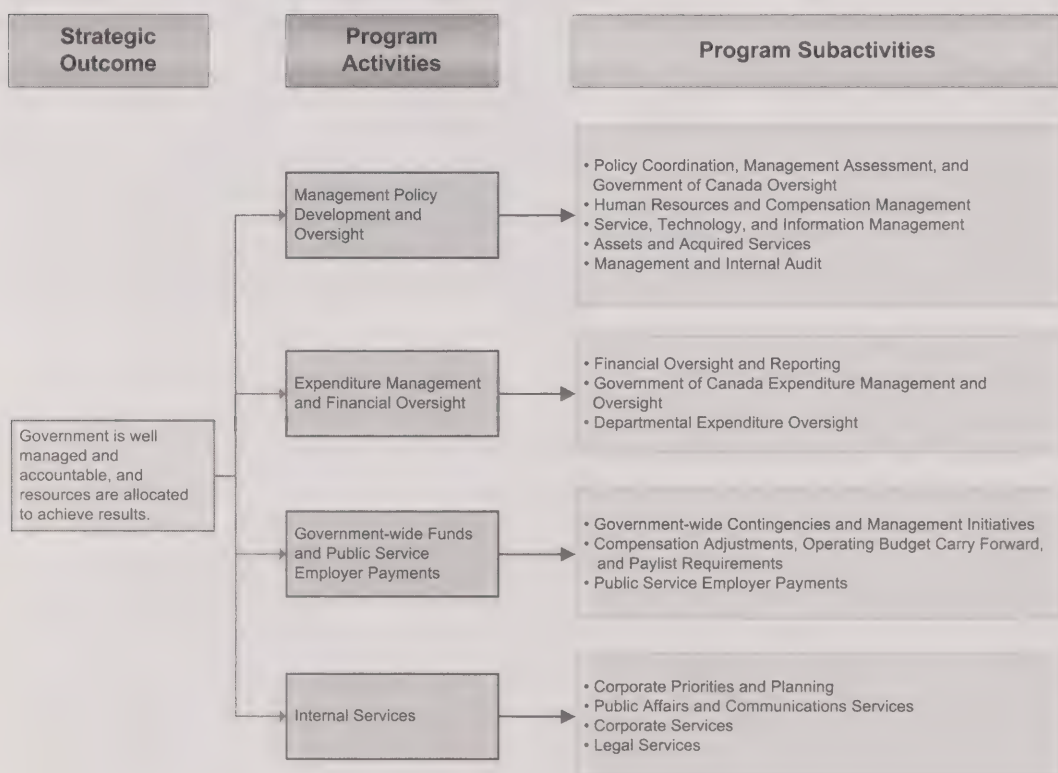 Strategic
Outcome
Program
Activities
Program Subactivities
Management Policy
Development and
Oversight
• Policy Coordination, Management Assessment, and
Government of Canada Oversight
• Human Resources and Compensation Management
• Service, Technology, and Information Management
• Assets and Acquired Services
• Management and Internal Audit
Expenditure Management
and Financial Oversight
• Financial Oversight and Reporting
• Government of Canada Expenditure Management and
Oversight
• Departmental Expenditure Oversight
Government is well
managed and
accountable, and
resources are allocated
to achieve results.
Government-wide Funds
and Public Service
Employer Payments
• Government-wide Contingencies and Management Initiatives
• Compensation Adjustments, Operating Budget Carry Forward,
and Paylist Requirements
• Public Service Employer Payments
Internal Services
• Corporate Priorities and Planning
• Public Affairs and Communications Services
• Corporate Services
• Legal Services